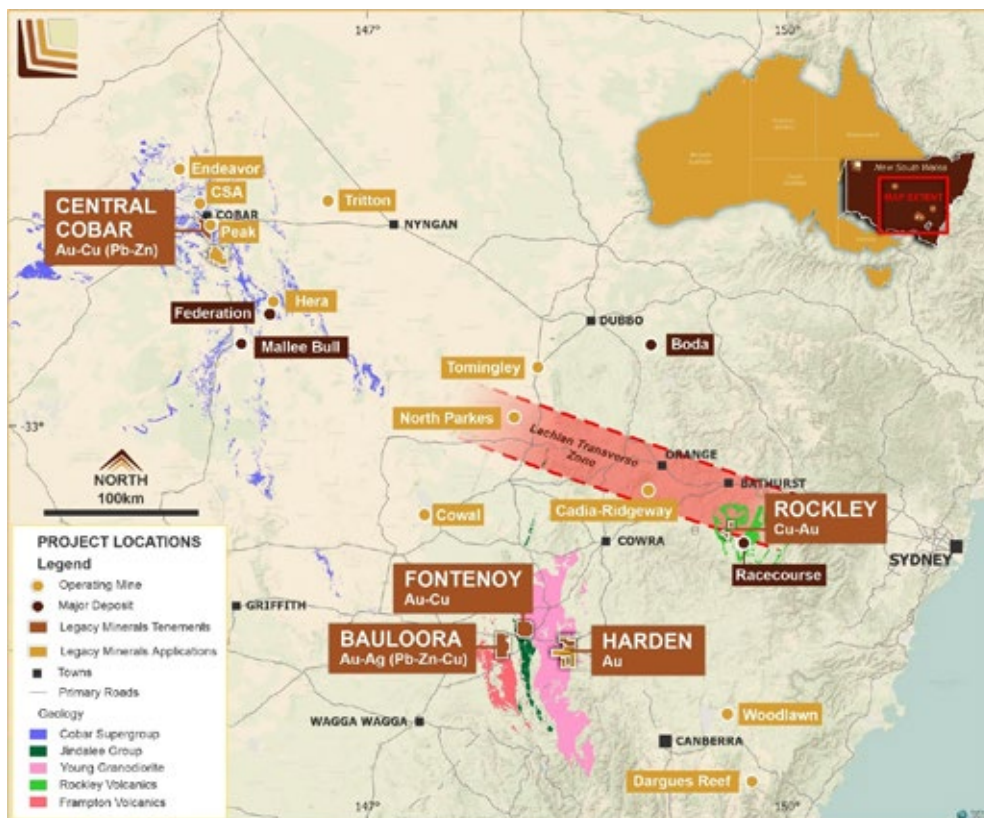 147°
150°
New South Wales
MAP EXTENT
Endeavor
CSA
COBAR
Tritton
CENTRAL
COBAR
Au-Cu (Pb-Zn)
Peak
NYNGAN
Hera
Federation
Mallee Bull
DUBBO
Boda
Tomingley
North Parkes
-33°
Lachlan Transverse
Zone
ORANGE
BATHURST
NORTH
100km
Cowal
Cadia-Ridgeway
ROCKLEY
Cu-Au
COWRA
SYDNEY
Racecourse
PROJECT LOCATIONS
Legend
Operating Mine
Major Deposit
Legacy Minerals Tenements
Legacy Minerals Applications
Towns
Primary Roads
Geology
Cobar Supergroup
Jindalee Group
Young Granodiorite
Rockley Volcanics
Frampton Volcanics
FONTENOY
Au-Cu
GRIFFITH
BAULOORA
Au-Ag (Pb-Zn-Cu)
HARDEN
Au
WAGGA WAGGA
Woodlawn
CANBERRA
Dargues Reef
147°
150°